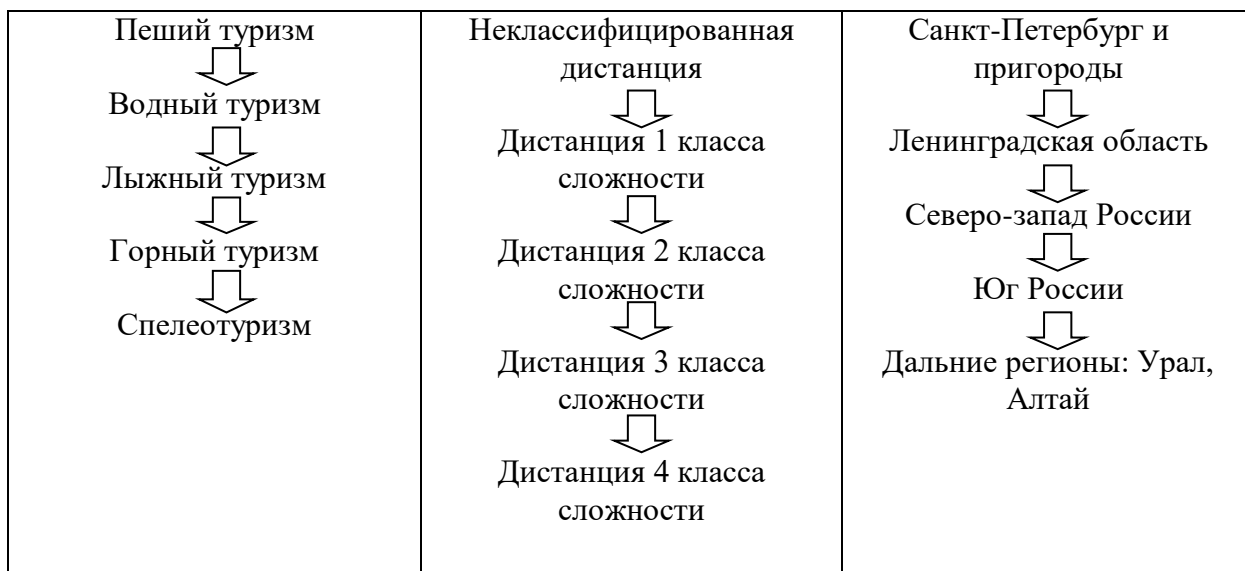 Пеший туризм
Водный туризм
Лыжный туризм
Горный туризм
Спелеотуризм
Неклассифицированная
дистанция
Дистанция 1 класса
сложности
Дистанция 2 класса
сложности
Дистанция 3 класса
сложности
Дистанция 4 класса
сложности
Санкт-Петербург и
пригороды
Ленинградская область
Северо-запад России
Юг России
Дальние регионы: Урал,
Алтай